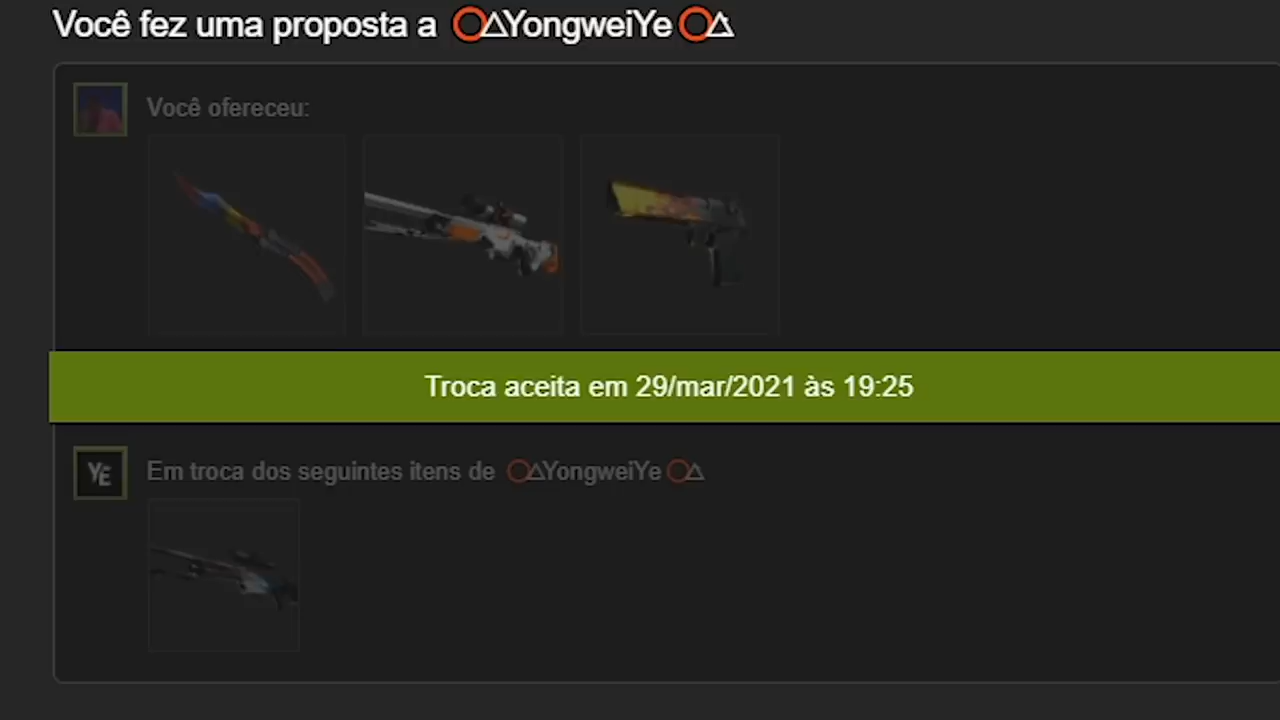 Você fez uma proposta a ⭕△YongweiYe ⭕△
Você ofereceu:
Troca aceita em 29/mar/2021 às 19:25
YE
Em troca dos seguintes itens de ⭕△YongweiYe ⭕△